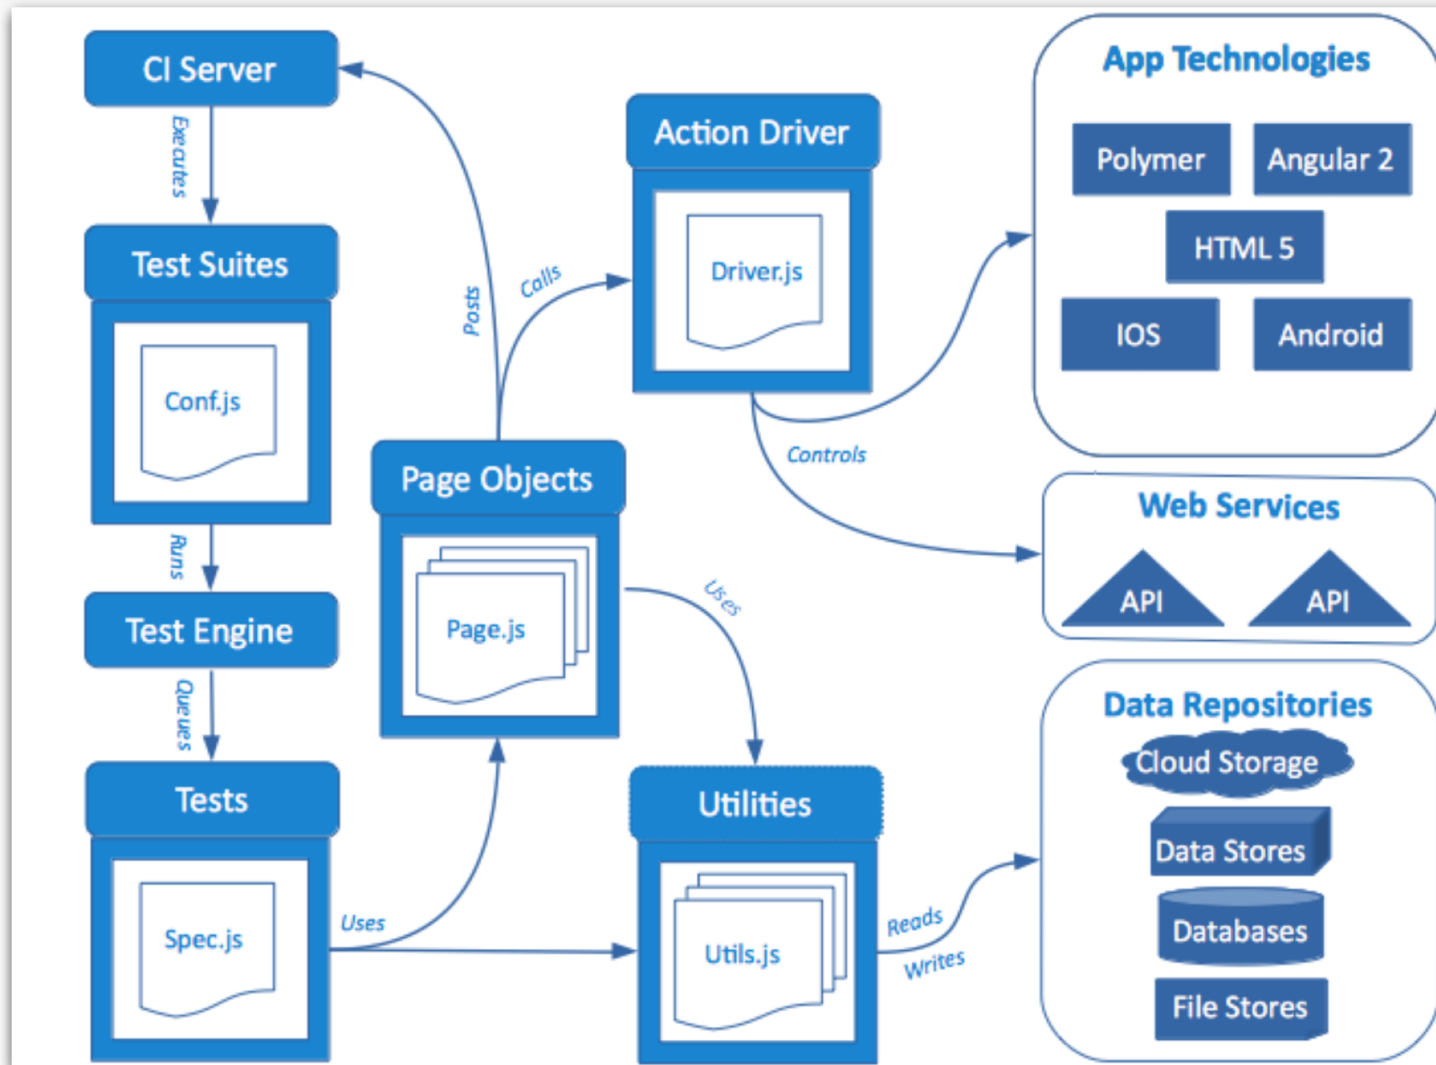 CI Server
Executes
Test Suites
Conf.js
Runs
Test Engine
Queues
Tests
Spec.js
Uses
Posts
Calls
Page Objects
Page.js
Uses
Action Driver
Driver.js
Controls
Utilities
Utils.js
Reads
Writes
App Technologies
Polymer
Angular 2
HTML 5
IOS
Android
Web Services
API
API
Data Repositories
Cloud Storage
Data Stores
Databases
File Stores